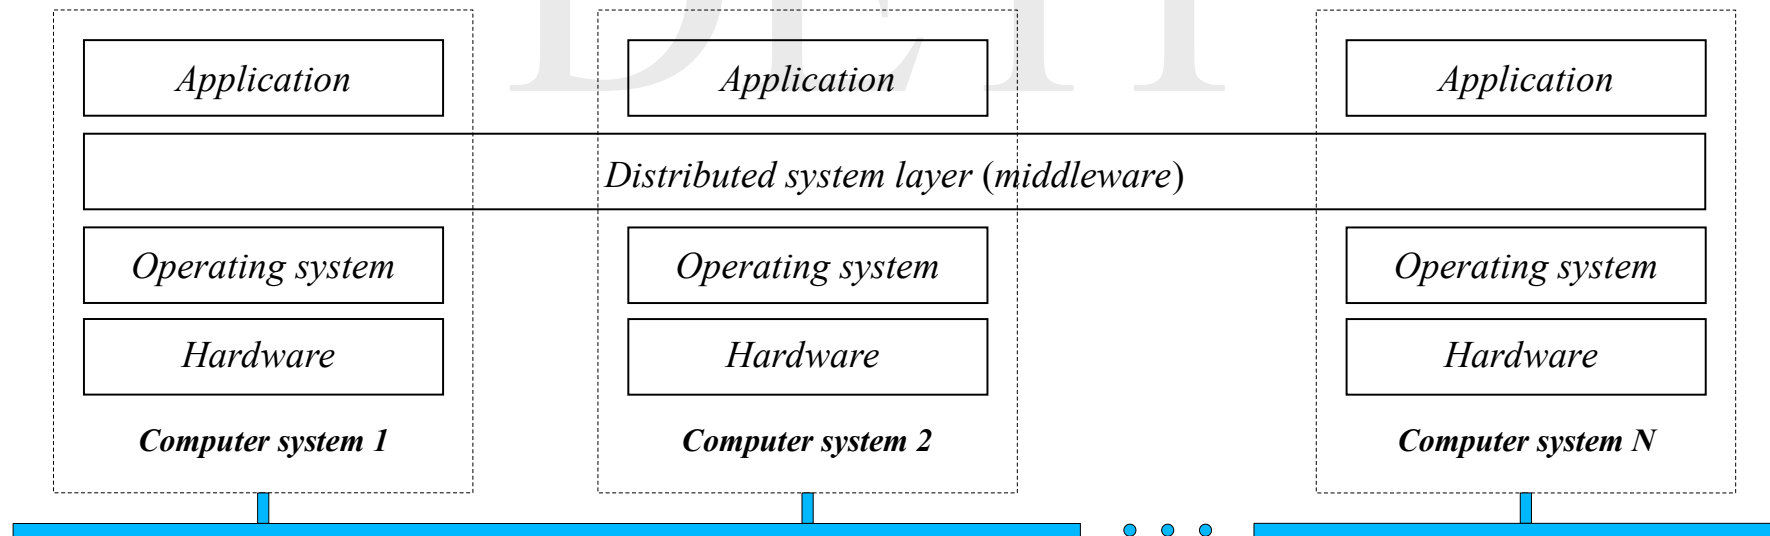 DETI
Application Application Application
Distributed system layer (middleware)
Operating system Operating system Operating system
Hardware Hardware Hardware
Computer system 1 Computer system 2 Computer system N